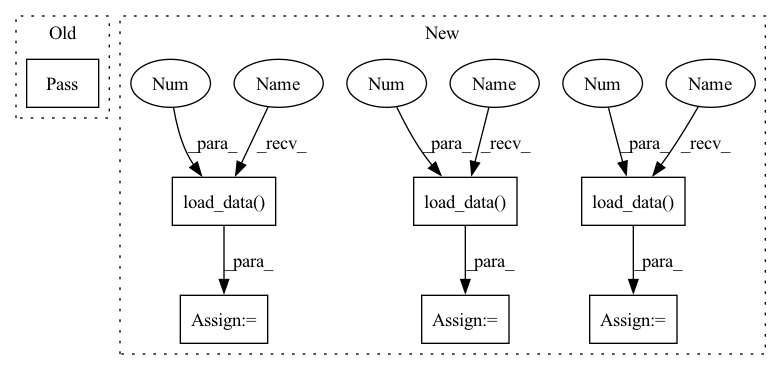 Old
New
Pass
Num
Name
Num
Name
Num
Name
_para_
_recv_
_para_
_recv_
_para_
_recv_
load_data()
load_data()
load_data()
_para_
_para_
_para_
Assign:=
Assign:=
Assign:=